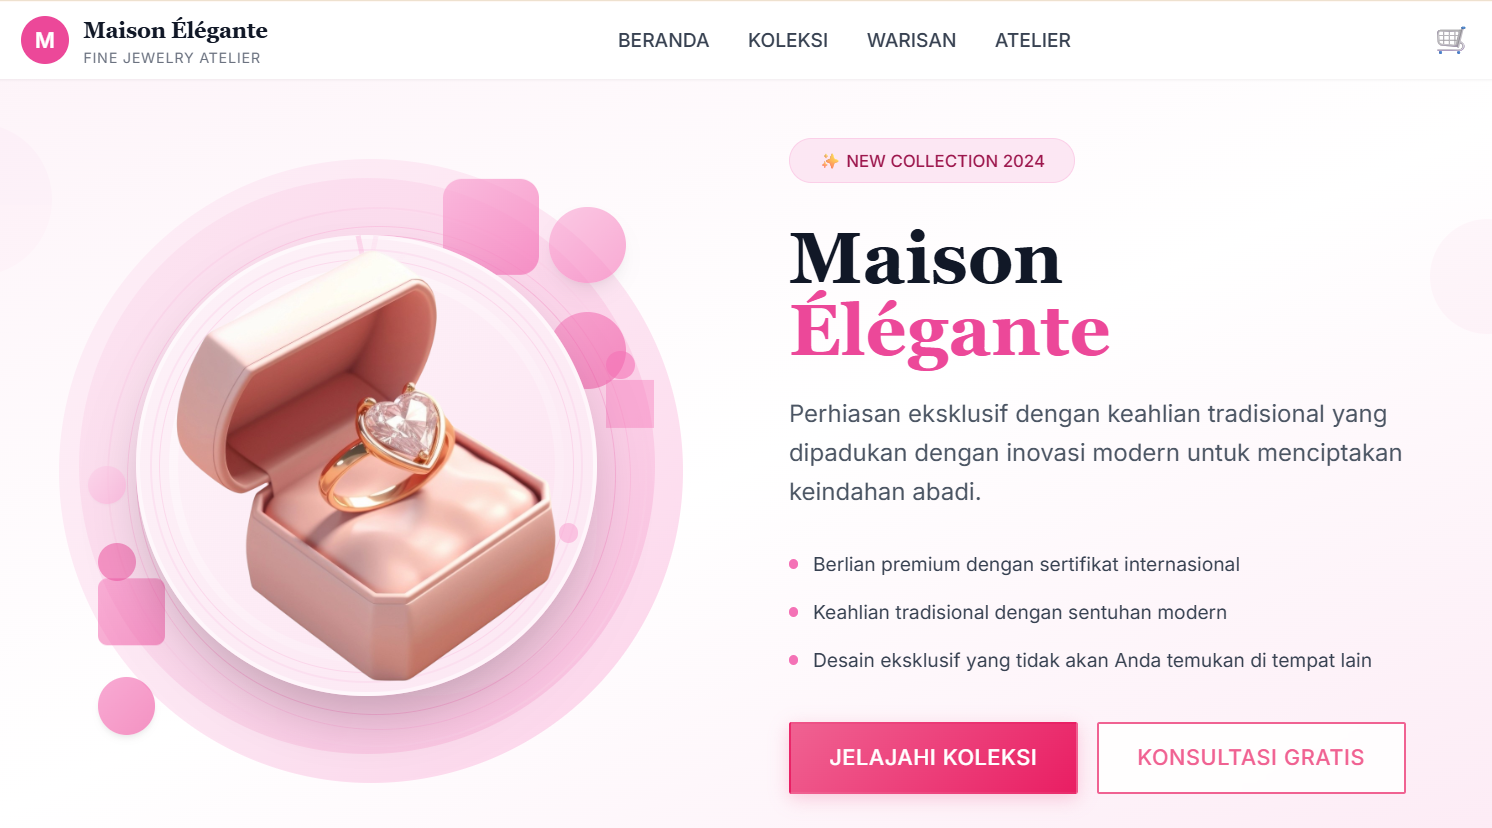 M
Maison Élégante
FINE JEWELRY ATELIER
BERANDA
KOLEKSI
WARISAN
ATELIER
✨ NEW COLLECTION 2024
Maison
Élégante
Perhiasan eksklusif dengan keahlian tradisional yang
dipadukan dengan inovasi modern untuk menciptakan
keindahan abadi.
Berlian premium dengan sertifikat internasional
Keahlian tradisional dengan sentuhan modern
Desain eksklusif yang tidak akan Anda temukan di tempat lain
JELAJAHI KOLEKSI
KONSULTASI GRATIS